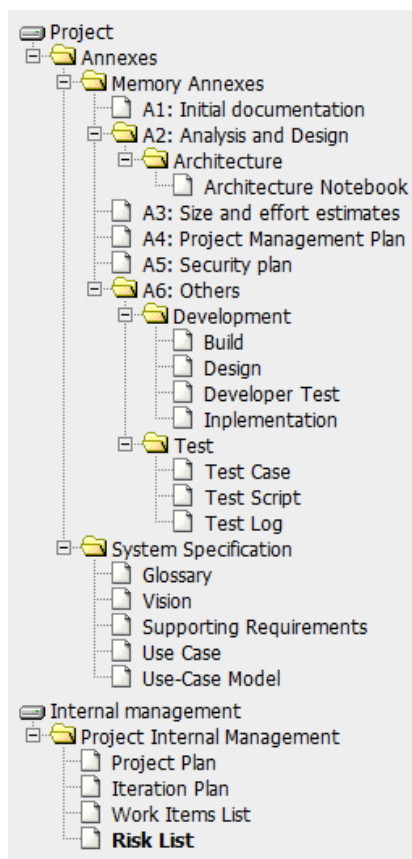 Project
Annexes
Memory Annexes
A1: Initial documentation
A2: Analysis and Design
Architecture
Architecture Notebook
A3: Size and effort estimates
A4: Project Management Plan
A5: Security plan
A6: Others
Development
Build
Design
Developer Test
Inplementation
Test
Test Case
Test Script
Test Log
System Specification
Glossary
Vision
Supporting Requirements
Use Case
Use-Case Model
Internal management
Project Internal Management
Project Plan
Iteration Plan
Work Items List
Risk List